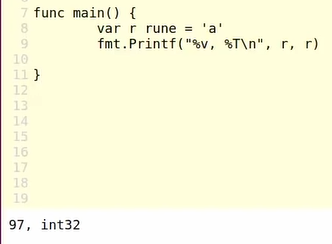 7 func main() {
8         var r rune = 'a'
9         fmt.Printf("%v, %T\n", r, r)
10
11 }
12
13
14
15
16
17
18
19
97, int32